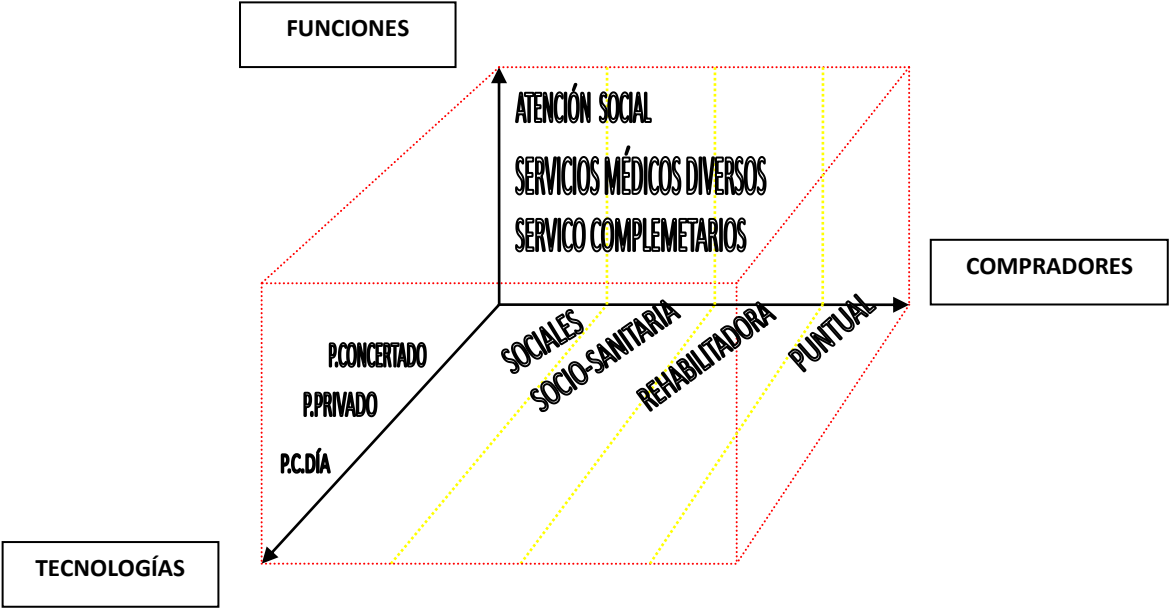 FUNCIONES
ATENCIÓN SOCIAL
SERVICIOS MÉDICOS DIVERSOS
SERVICO COMPLEMETARIOS
COMPRADORES
SOCIALES
SOCIO-SANITARIA
REHABILITADORA
PUNTUAL
P.CONCERTADO
P.PRIVADO
P.C.DÍA
TECNOLOGÍAS